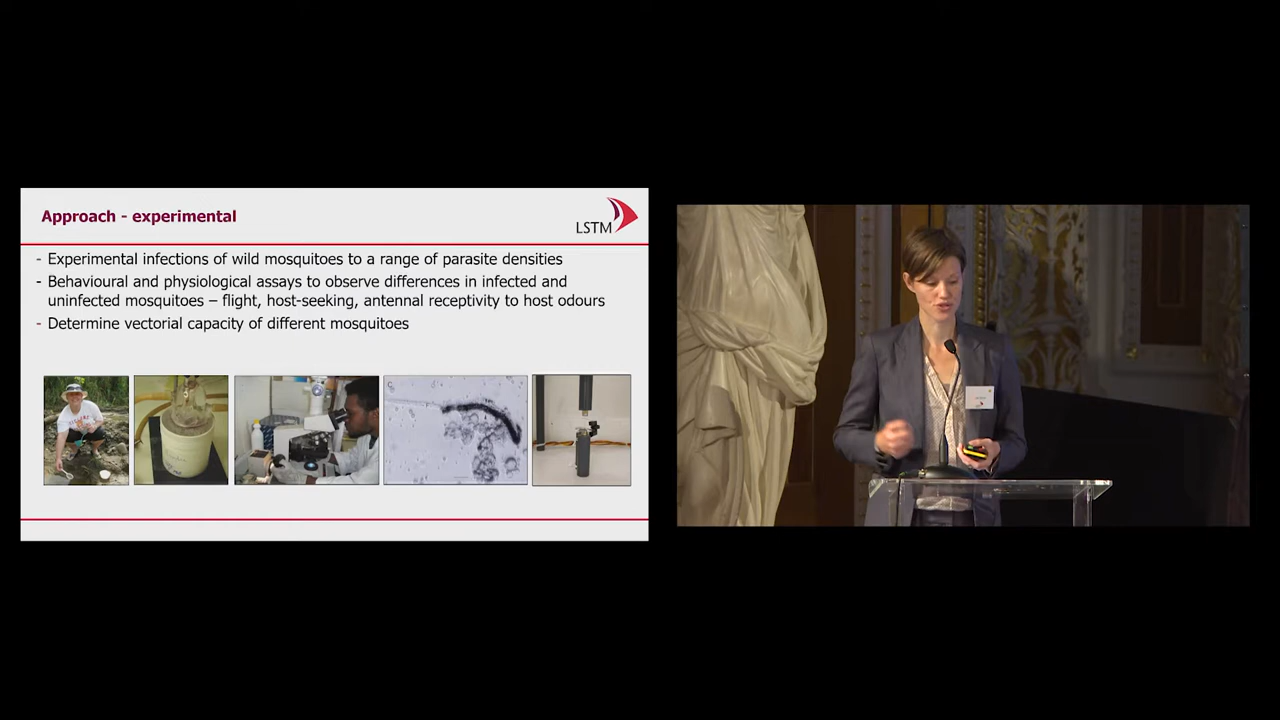 Approach - experimental
LSTM
- Experimental infections of wild mosquitoes to a range of parasite densities
- Behavioural and physiological assays to observe differences in infected and
uninfected mosquitoes – flight, host-seeking, antennal receptivity to host odours
- Determine vectorial capacity of different mosquitoes